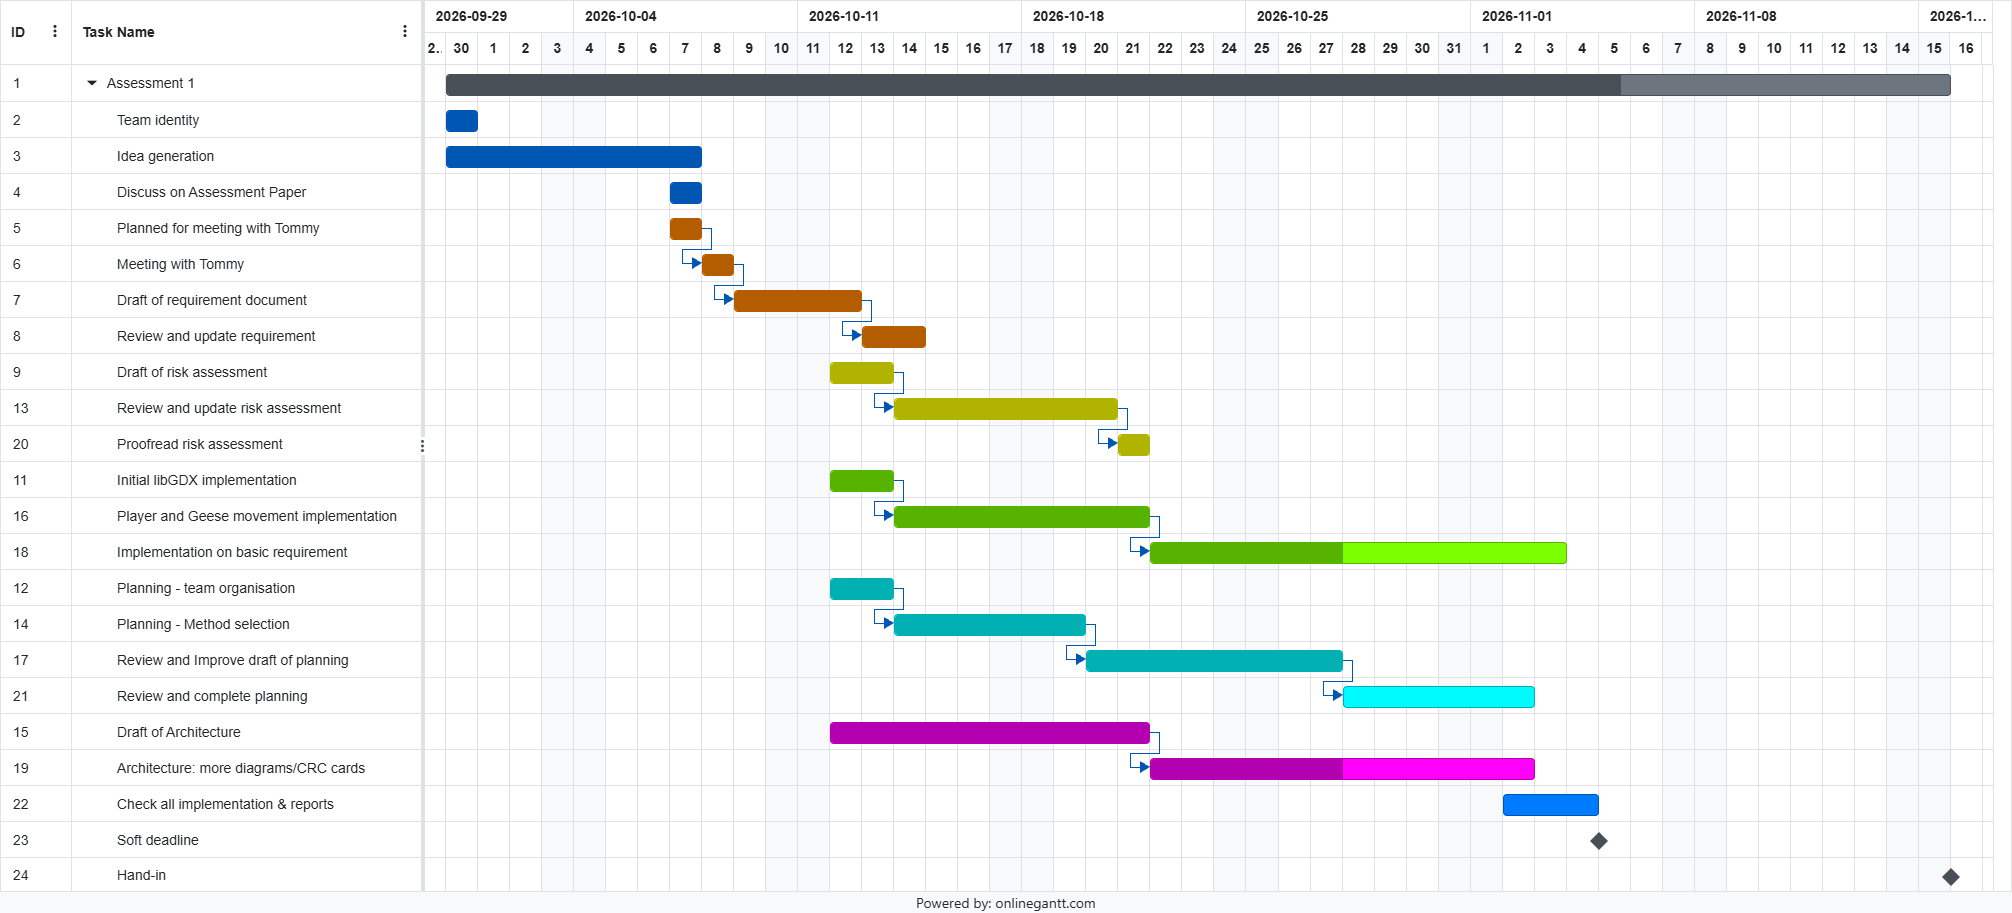 ID Task Name 2026-09-29 2026-10-04 2026-10-11 2026-10-18 2026-10-25 2026-11-01 2026-11-08 2026-1...
2.. 30 1 2 3 4 5 6 7 8 9 10 11 12 13 14 15 16 17 18 19 20 21 22 23 24 25 26 27 28 29 30 31 1 2 3 4 5 6 7 8 9 10 11 12 13 14 15 16
1 Assessment 1
2 Team identity
3 Idea generation
4 Discuss on Assessment Paper
5 Planned for meeting with Tommy
6 Meeting with Tommy
7 Draft of requirement document
8 Review and update requirement
9 Draft of risk assessment
13 Review and update risk assessment
20 Proofread risk assessment
11 Initial libGDX implementation
16 Player and Geese movement implementation
18 Implementation on basic requirement
12 Planning - team organisation
14 Planning - Method selection
17 Review and Improve draft of planning
21 Review and complete planning
15 Draft of Architecture
19 Architecture: more diagrams/CRC cards
22 Check all implementation & reports
23 Soft deadline
24 Hand-in
Powered by: onlinegantt.com